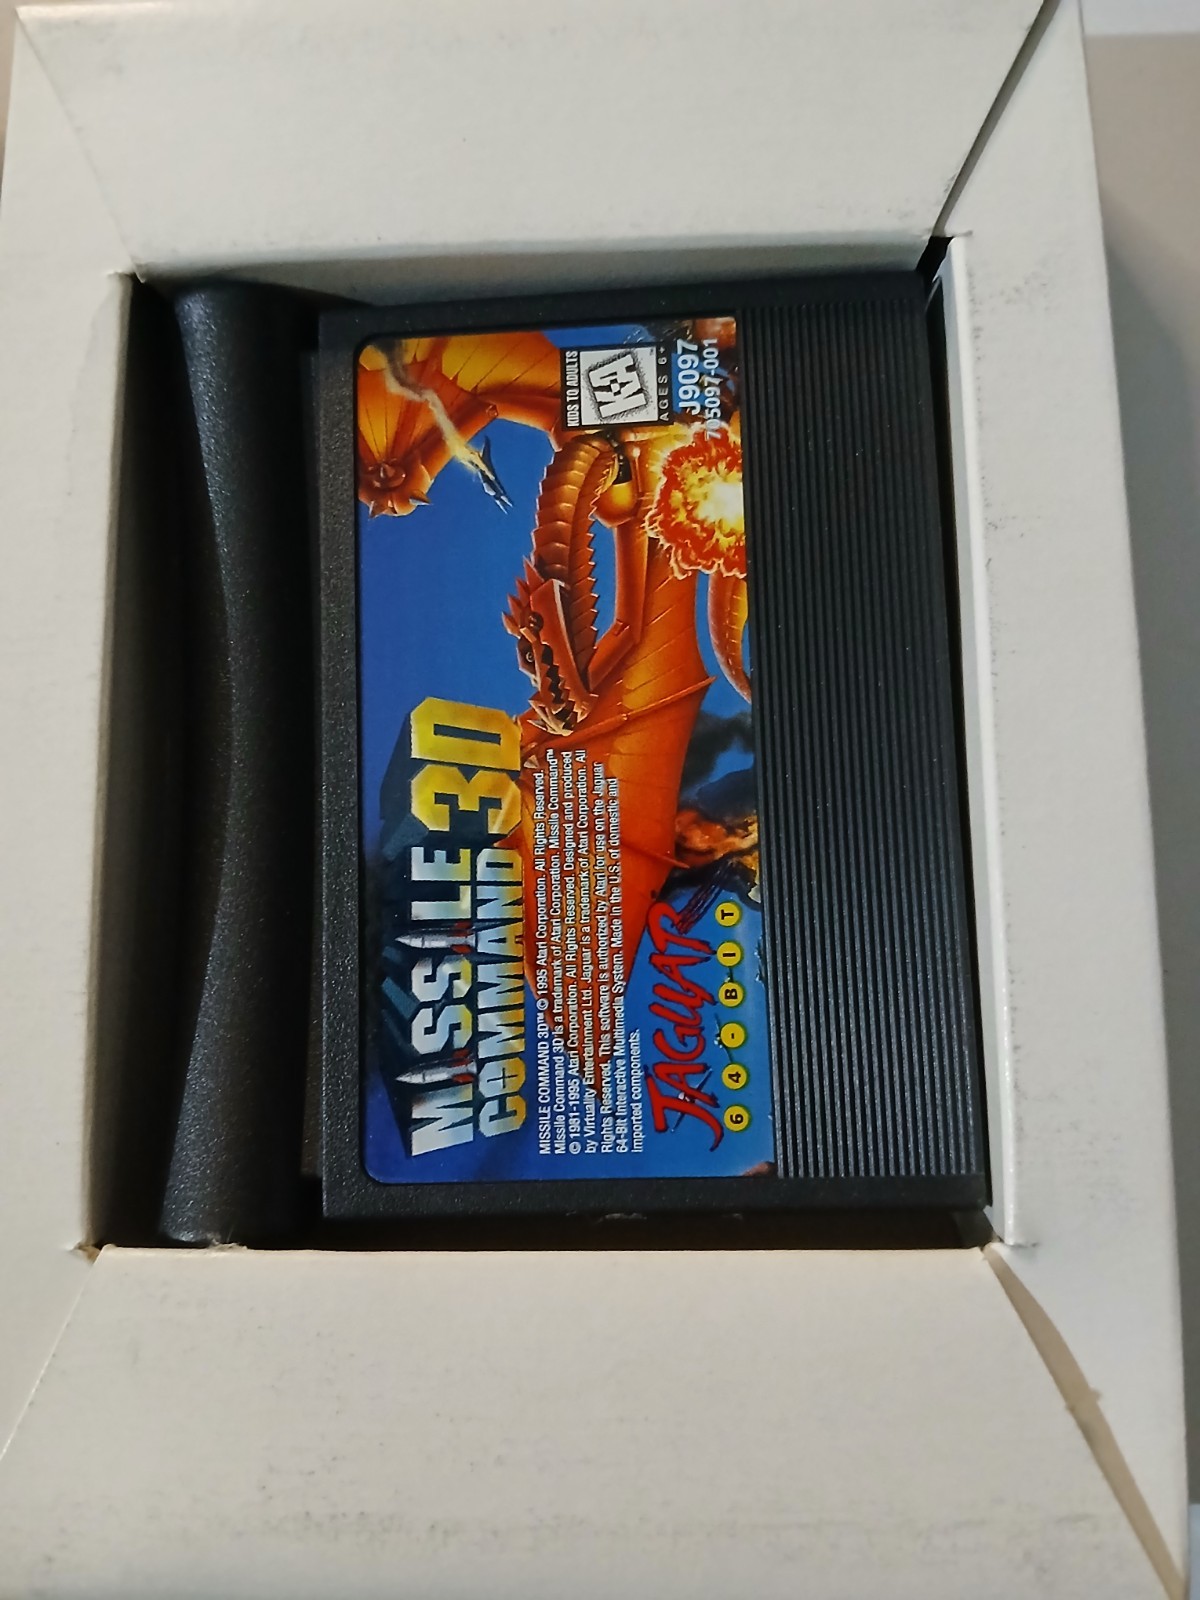 MISSILE
COMMAND 3D
MISSILE COMMAND 3D™ © 1995 Atari Corporation. All Rights Reserved.
Missile Command 3D is a trademark of Atari Corporation. Missile Command™
© 1981-1995 Atari Corporation. All Rights Reserved. Designed and produced
by Virtuality Entertainment Ltd. Jaguar is a trademark of Atari Corporation. All
Rights Reserved. This software is authorized by Atari for use on the Jaguar
64-Bit Interactive Multimedia System. Made in the U.S. of domestic and
imported components.
JAGUAR
64-BIT
KIDS TO ADULTS
K-A
AGES 6+
J9097
705097-001